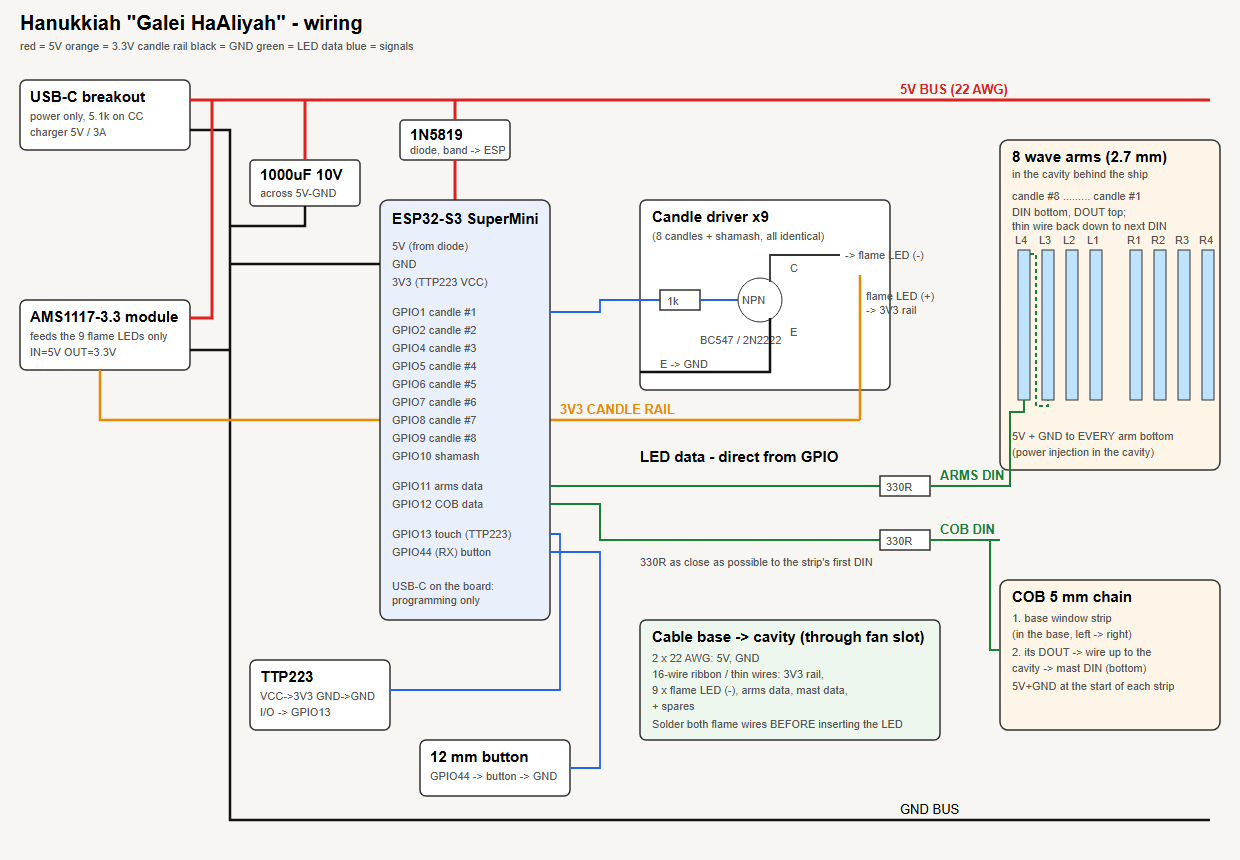 Hanukkiah "Galei HaAliyah" - wiring
red = 5V orange = 3.3V candle rail black = GND green = LED data blue = signals
5V BUS (22 AWG)
USB-C breakout
power only, 5.1k on CC
charger 5V / 3A
1N5819
diode, band -> ESP
1000uF 10V
across 5V-GND
AMS1117-3.3 module
feeds the 9 flame LEDs only
IN=5V OUT=3.3V
ESP32-S3 SuperMini
5V (from diode)
GND
3V3 (TTP223 VCC)
GPIO1 candle #1
GPIO2 candle #2
GPIO4 candle #3
GPIO5 candle #4
GPIO6 candle #5
GPIO7 candle #6
GPIO8 candle #7
GPIO9 candle #8
GPIO10 shamash
GPIO11 arms data
GPIO12 COB data
GPIO13 touch (TTP223)
GPIO44 (RX) button
USB-C on the board:
programming only
Candle driver x9
(8 candles + shamash, all identical)
-> flame LED (-)
C
1k
NPN
flame LED (+)
-> 3V3 rail
E
BC547 / 2N2222
E -> GND
3V3 CANDLE RAIL
8 wave arms (2.7 mm)
in the cavity behind the ship
candle #8 ......... candle #1
DIN bottom, DOUT top;
thin wire back down to next DIN
L4 L3 L2 L1 R1 R2 R3 R4
5V + GND to EVERY arm bottom
(power injection in the cavity)
LED data - direct from GPIO
330R
ARMS DIN
330R
COB DIN
330R as close as possible to the strip's first DIN
COB 5 mm chain
1. base window strip
(in the base, left -> right)
2. its DOUT -> wire up to the
cavity -> mast DIN (bottom)
5V+GND at the start of each strip
Cable base -> cavity (through fan slot)
2 x 22 AWG: 5V, GND
16-wire ribbon / thin wires: 3V3 rail,
9 x flame LED (-), arms data, mast data,
+ spares
Solder both flame wires BEFORE inserting the LED
TTP223
VCC->3V3 GND->GND
I/O -> GPIO13
12 mm button
GPIO44 -> button -> GND
GND BUS